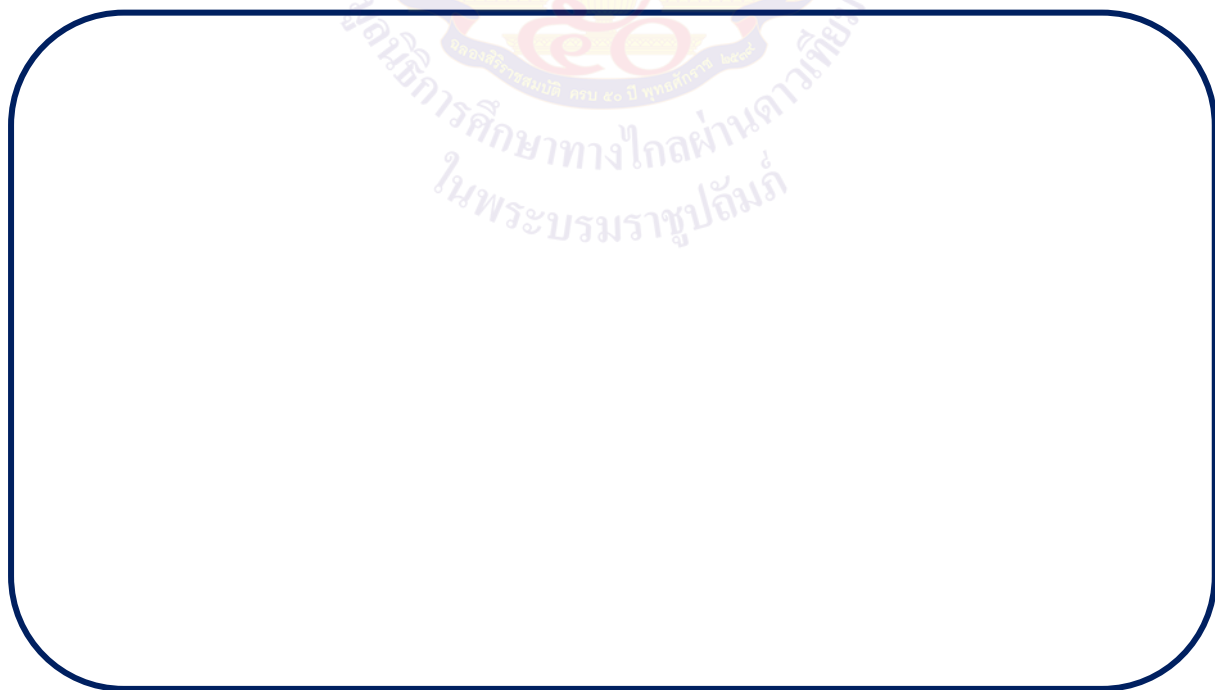 ฉลองสิริราชสมบัติ ครบ ๕๐ ปี พุทธศักราช ๒๕๓๙
มูลนิธิการศึกษาทางไกลผ่านดาวเทียม
ในพระบรมราชูปถัมภ์